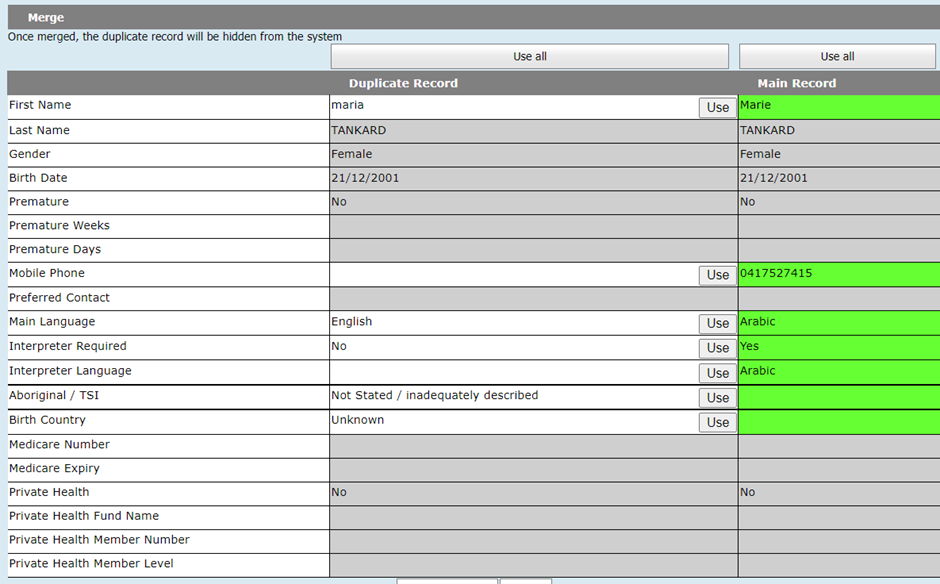 Merge
Once merged, the duplicate record will be hidden from the system
Use all Use all
Duplicate Record Main Record
First Name maria Use Marie
Last Name TANKARD TANKARD
Gender Female Female
Birth Date 21/12/2001 21/12/2001
Premature No No
Premature Weeks
Premature Days
Mobile Phone Use 0417527415
Preferred Contact
Main Language English Use Arabic
Interpreter Required No Use Yes
Interpreter Language Use Arabic
Aboriginal / TSI Not Stated / inadequately described Use
Birth Country Unknown Use
Medicare Number
Medicare Expiry
Private Health No No
Private Health Fund Name
Private Health Member Number
Private Health Member Level